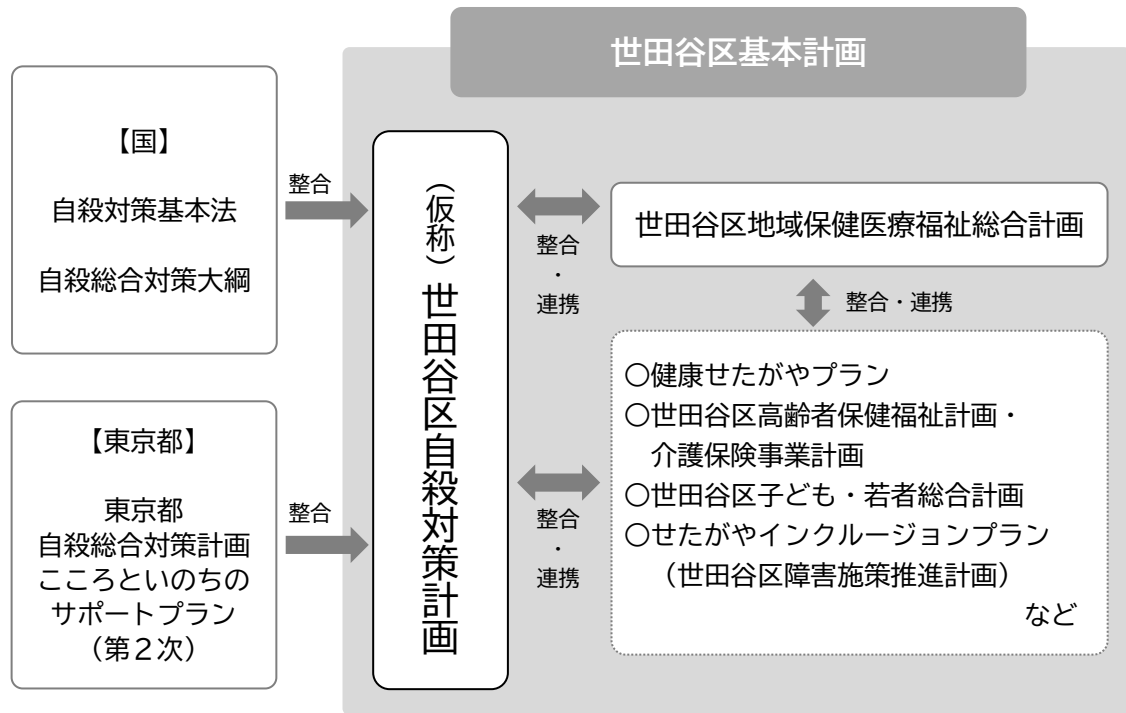 世田谷区基本計画
【国】
自殺対策基本法
自殺総合対策大綱
整合
【東京都】
東京都
自殺総合対策計画
こころといのちの
サポートプラン
（第２次）
整合
（仮称）世田谷区自殺対策計画
整合
・
連携
世田谷区地域保健医療福祉総合計画
整合・連携
整合
・
連携
〇健康せたがやプラン
〇世田谷区高齢者保健福祉計画・
介護保険事業計画
〇世田谷区子ども・若者総合計画
〇せたがやインクルージョンプラン
（世田谷区障害施策推進計画）
など